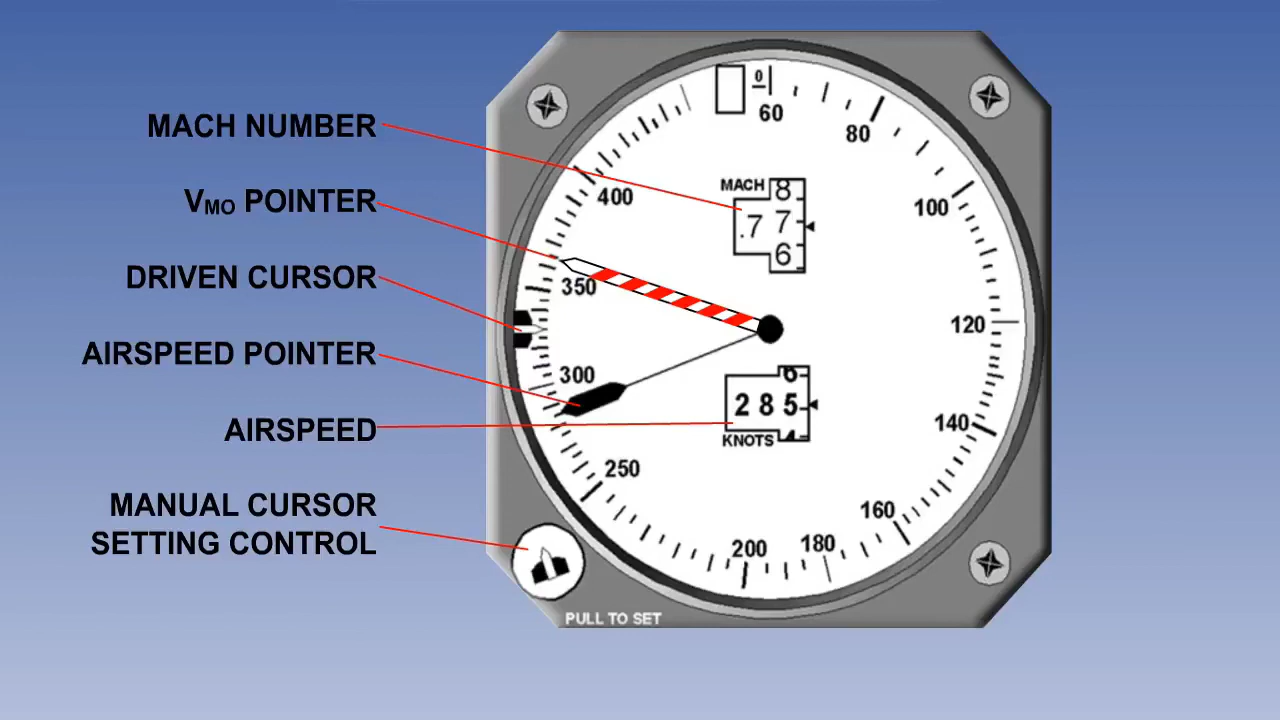 MACH NUMBER
VMO POINTER
DRIVEN CURSOR
AIRSPEED POINTER
AIRSPEED
MANUAL CURSOR
SETTING CONTROL
0
60
80
100
120
140
160
180
200
250
300
350
400
MACH
8
.7 7
6
6
2 8 5
4
KNOTS
PULL TO SET